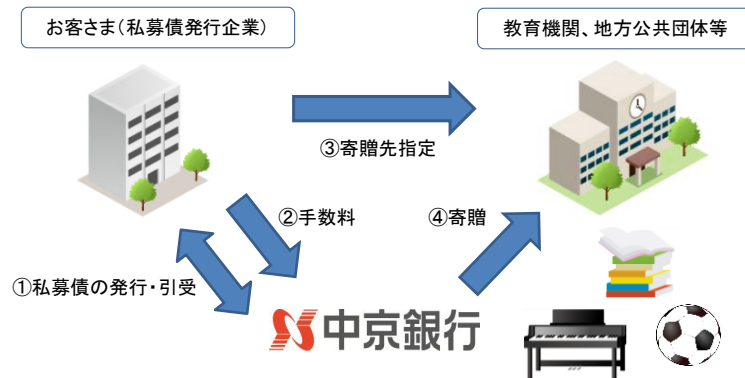 お客さま(私募債発行企業)
教育機関、地方公共団体等
③寄贈先指定
②手数料
④寄贈
①私募債の発行・引受
中京銀行